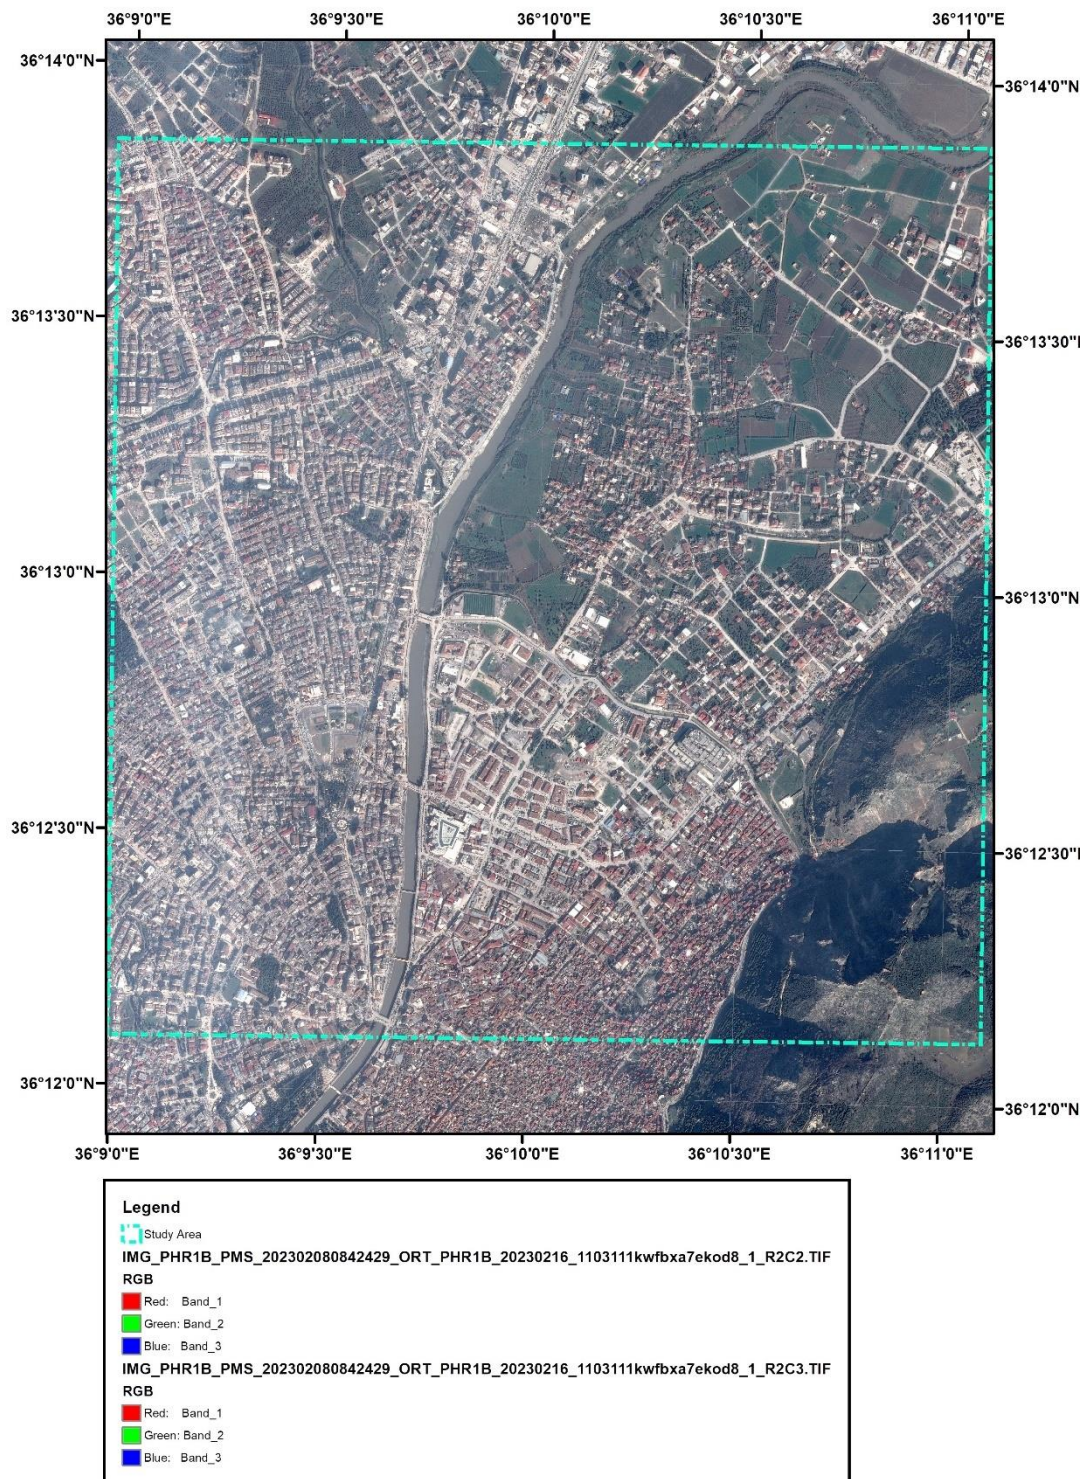 36°9'0"E 36°9'30"E 36°10'0"E 36°10'30"E 36°11'0"E
36°14'0"N
36°14'0"N
36°13'30"N
36°13'30"N
36°13'0"N
36°13'0"N
36°12'30"N
36°12'30"N
36°12'0"N
36°12'0"N
36°9'0"E 36°9'30"E 36°10'0"E 36°10'30"E 36°11'0"E
Legend
Study Area
IMG_PHR1B_PMS_202302080842429_ORT_PHR1B_20230216_1103111kwfbxa7ekod8_1_R2C2.TIF
RGB
Red: Band_1
Green: Band_2
Blue: Band_3
IMG_PHR1B_PMS_202302080842429_ORT_PHR1B_20230216_1103111kwfbxa7ekod8_1_R2C3.TIF
RGB
Red: Band_1
Green: Band_2
Blue: Band_3